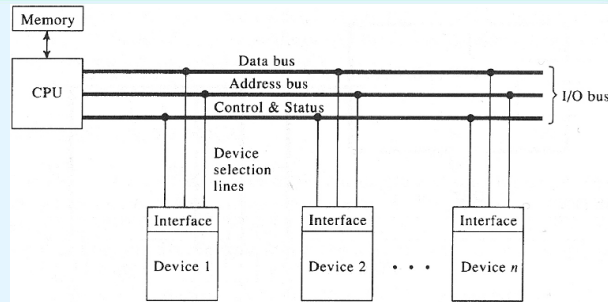 Memory
CPU
Data bus
Address bus
Control & Status
I/O bus
Device
selection
lines
Interface
Device 1
Interface
Device 2
. . .
Interface
Device n